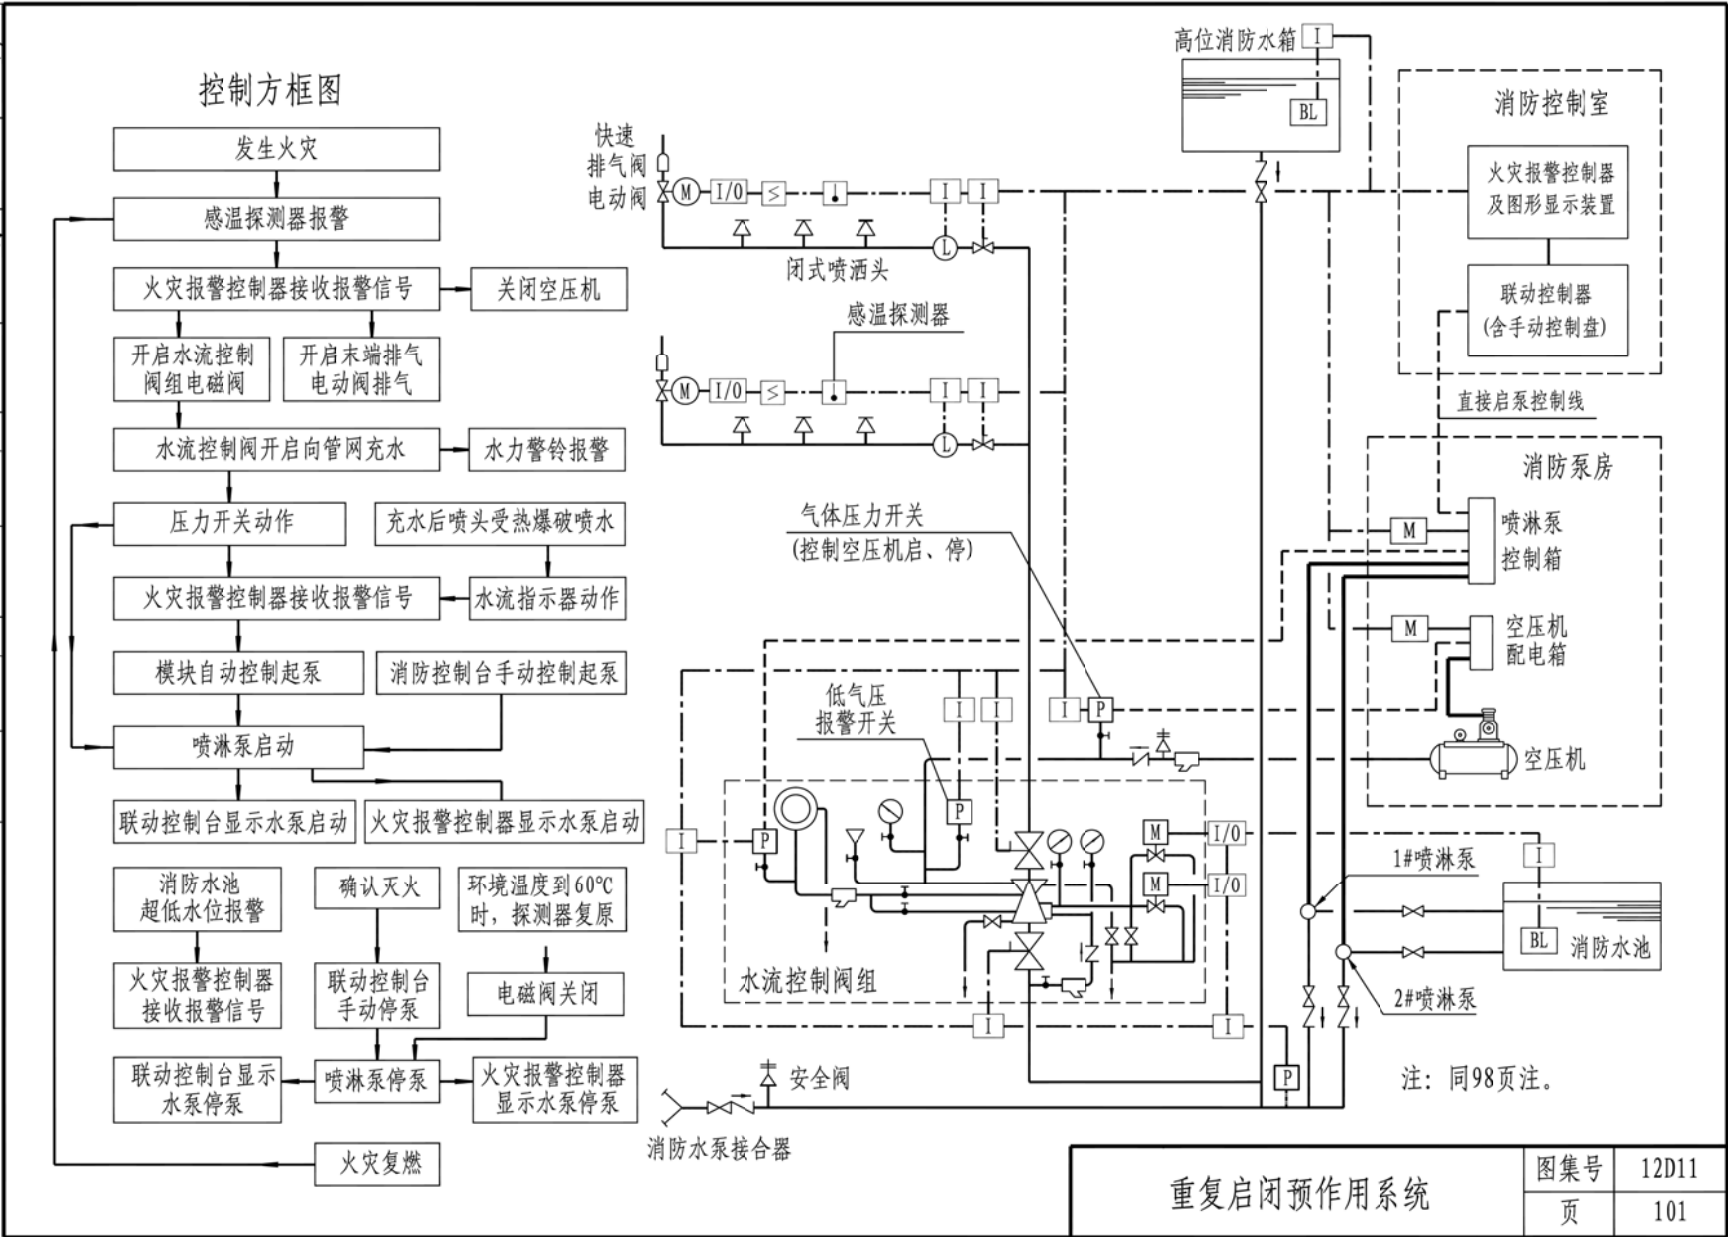 控制方框图
发生火灾
感温探测器报警
火灾报警控制器接收报警信号
关闭空压机
开启水流控制
阀组电磁阀
开启末端排气
电动阀排气
水流控制阀开启向管网充水
水力警铃报警
压力开关动作
充水后喷头受热爆破喷水
火灾报警控制器接收报警信号
水流指示器动作
模块自动控制起泵
消防控制台手动控制起泵
喷淋泵启动
联动控制台显示水泵启动
火灾报警控制器显示水泵启动
消防水池
超低水位报警
确认灭火
环境温度到60℃
时，探测器复原
火灾报警控制器
接收报警信号
联动控制台
手动停泵
电磁阀关闭
联动控制台显示
水泵停泵
喷淋泵停泵
火灾报警控制器
显示水泵停泵
火灾复燃
高位消防水箱
I
BL
快速
排气阀
电动阀
M
I/O
≤
I
I
L
闭式喷洒头
感温探测器
M
I/O
≤
I
I
L
消防控制室
火灾报警控制器
及图形显示装置
联动控制器
(含手动控制盘)
直接启泵控制线
消防泵房
M
喷淋泵
控制箱
M
空压机
配电箱
空压机
气体压力开关
(控制空压机启、停)
低气压
报警开关
I
I
I
P
P
I
P
M
I/O
M
I/O
水流控制阀组
I
I
P
I
BL
消防水池
1#喷淋泵
2#喷淋泵
安全阀
消防水泵接合器
注：同98页注。
重复启闭预作用系统
图集号
12D11
页
101